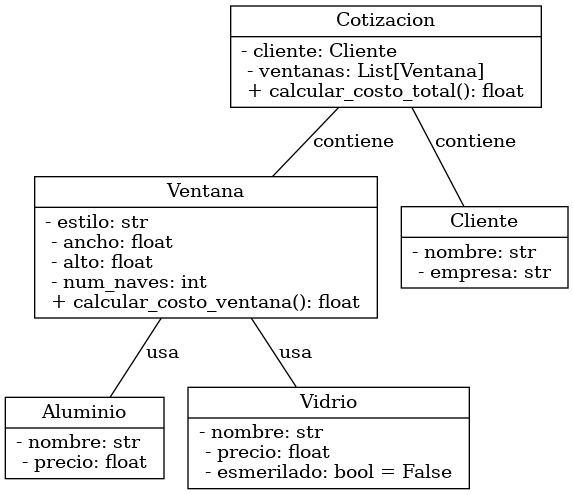 Cotizacion
- cliente: Cliente
- ventanas: List[Ventana]
+ calcular_costo_total(): float
contiene
contiene
Ventana
- estilo: str
- ancho: float
- alto: float
- num_naves: int
+ calcular_costo_ventana(): float
Cliente
- nombre: str
- empresa: str
usa
usa
Aluminio
- nombre: str
- precio: float
Vidrio
- nombre: str
- precio: float
- esmerilado: bool = False